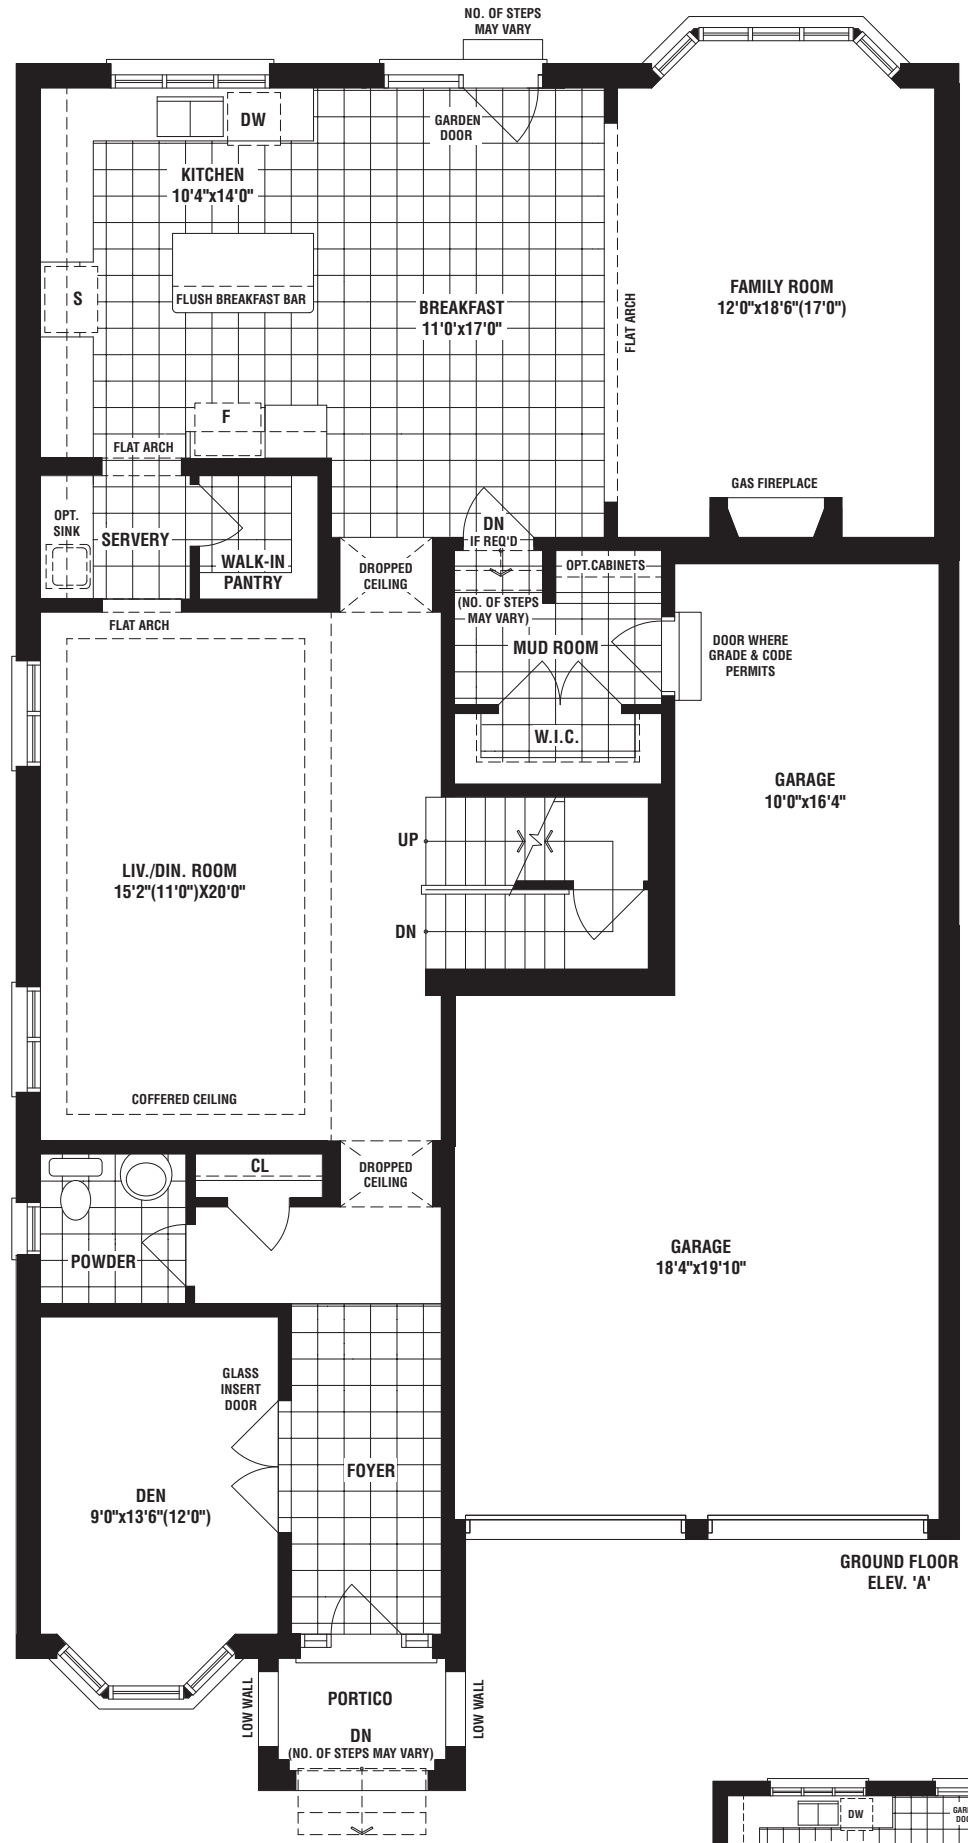 NO. OF STEPS
MAY VARY
DW
GARDEN
DOOR
KITCHEN
10'4"x14'0"
S
FLUSH BREAKFAST BAR
BREAKFAST
11'0'x17'0"
FLAT ARCH
FAMILY ROOM
12'0"x18'6"(17'0")
F
FLAT ARCH
GAS FIREPLACE
OPT.
SINK
SERVERY
WALK-IN
PANTRY
DROPPED
CEILING
DN
IF REQ'D
OPT.CABINETS
(NO. OF STEPS
MAY VARY)
MUD ROOM
DOOR WHERE
GRADE & CODE
PERMITS
FLAT ARCH
W.I.C.
GARAGE
10'0"x16'4"
UP
LIV./DIN. ROOM
15'2"(11'0")X20'0"
DN
COFFERED CEILING
CL
DROPPED
CEILING
POWDER
GARAGE
18'4"x19'10"
GLASS
INSERT
DOOR
FOYER
DEN
9'0"x13'6"(12'0")
GROUND FLOOR
ELEV. 'A'
LOW WALL
PORTICO
LOW WALL
DN
(NO. OF STEPS MAY VARY)
DW